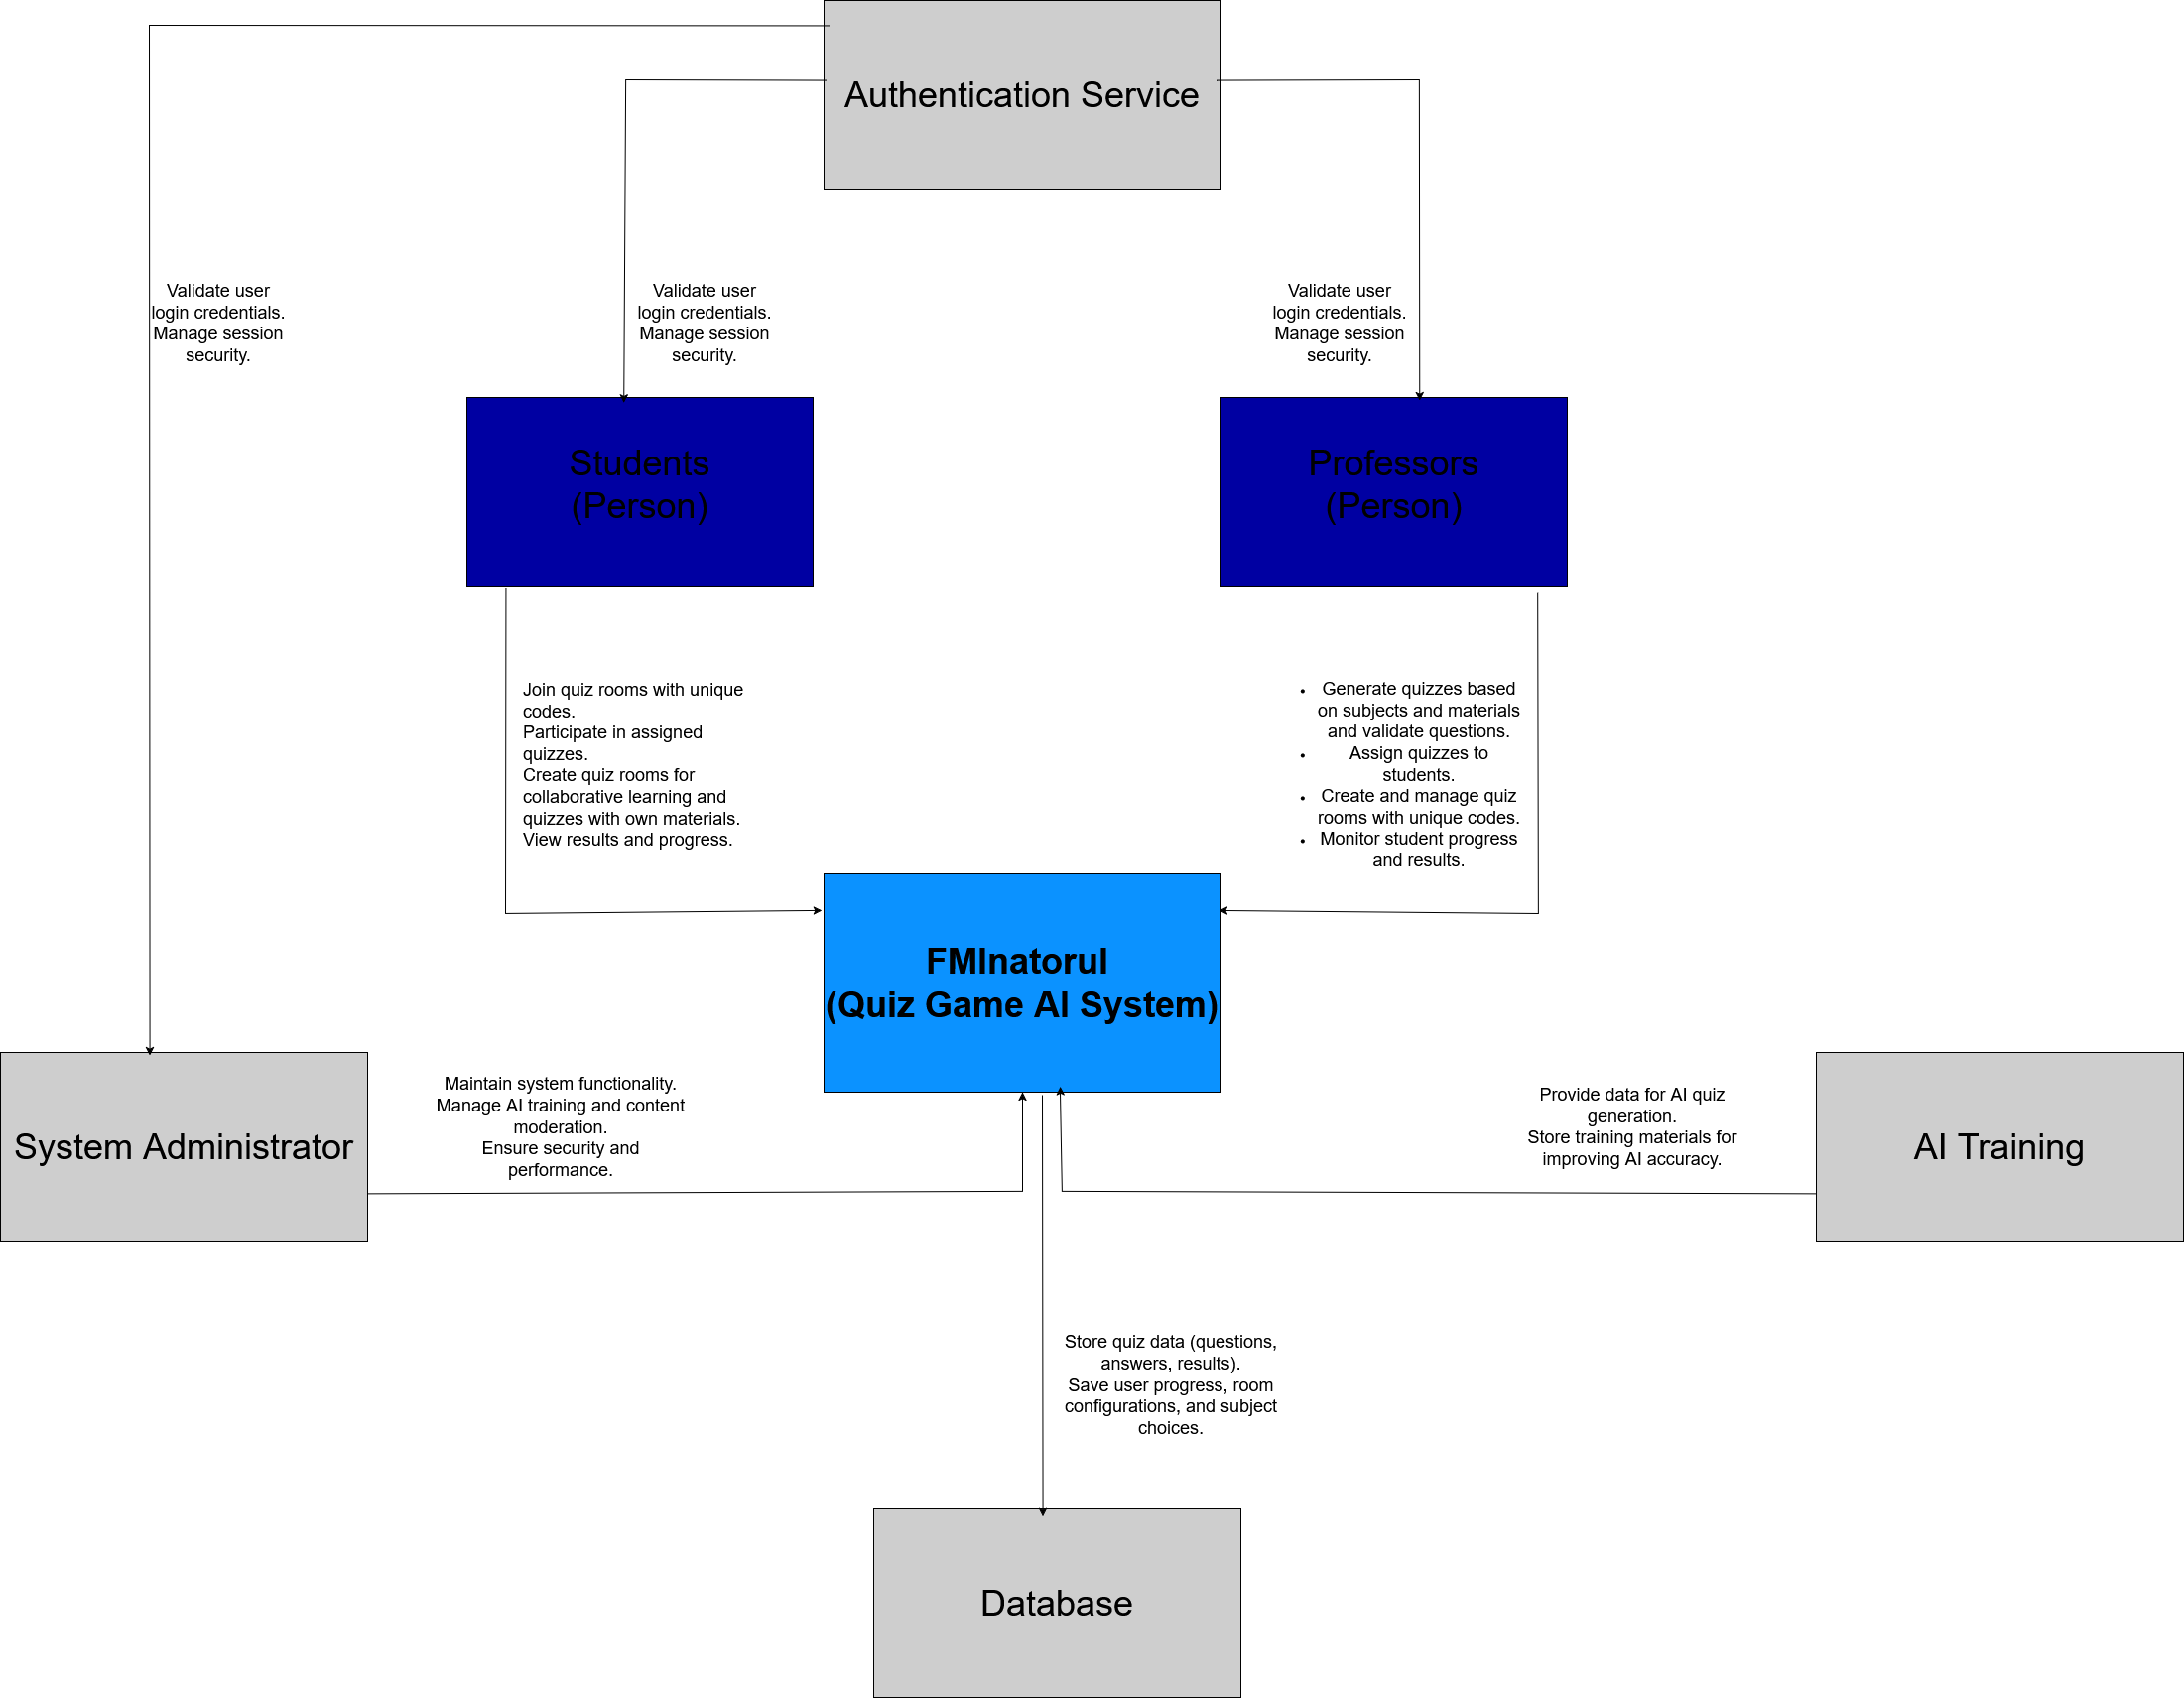 Authentication Service
Validate user
login credentials.
Manage session
security.
Validate user
login credentials.
Manage session
security.
Validate user
login credentials.
Manage session
security.
Students
(Person)
Professors
(Person)
Join quiz rooms with unique
codes.
Participate in assigned
quizzes.
Create quiz rooms for
collaborative learning and
quizzes with own materials.
View results and progress.
• Generate quizzes based
on subjects and materials
and validate questions.
• Assign quizzes to
students.
• Create and manage quiz
rooms with unique codes.
• Monitor student progress
and results.
FMInatorul
(Quiz Game AI System)
System Administrator
Maintain system functionality.
Manage AI training and content
moderation.
Ensure security and
performance.
Provide data for AI quiz
generation.
Store training materials for
improving AI accuracy.
AI Training
Store quiz data (questions,
answers, results).
Save user progress, room
configurations, and subject
choices.
Database